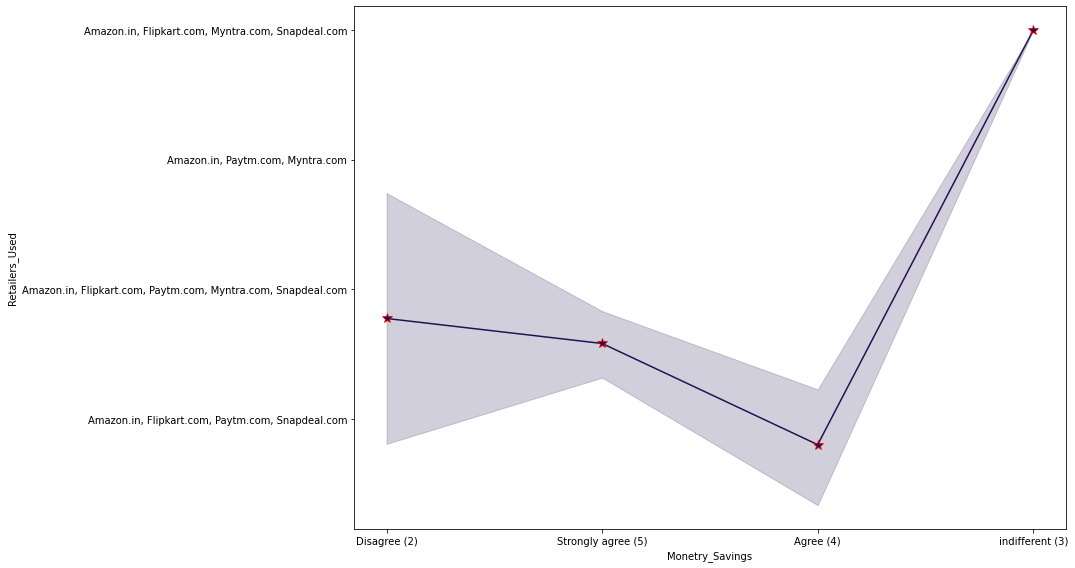 Amazon.in, Flipkart.com, Myntra.com, Snapdeal.com
Amazon.in, Paytm.com, Myntra.com
Retailers_Used
Amazon.in, Flipkart.com, Paytm.com, Myntra.com, Snapdeal.com
Amazon.in, Flipkart.com, Paytm.com, Snapdeal.com
Disagree (2) Strongly agree (5) Agree (4) indifferent (3)
Monetry_Savings